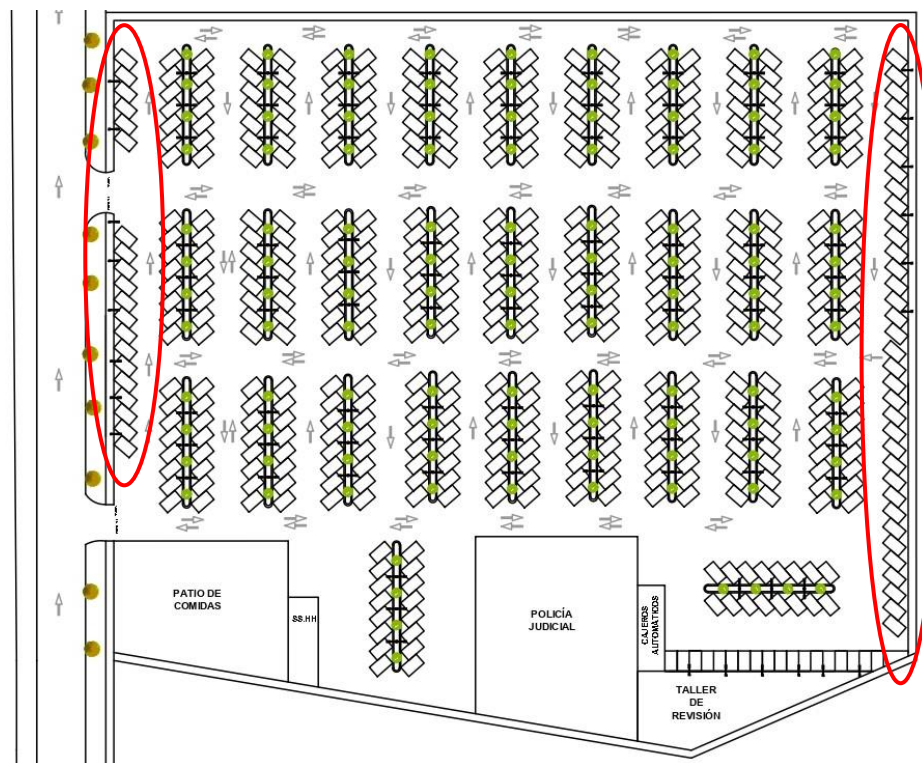 PATIO DE
COMIDAS
SS.HH
POLICÍA
JUDICIAL
CAJEROS
AUTOMÁTICOS
TALLER
DE
REVISIÓN